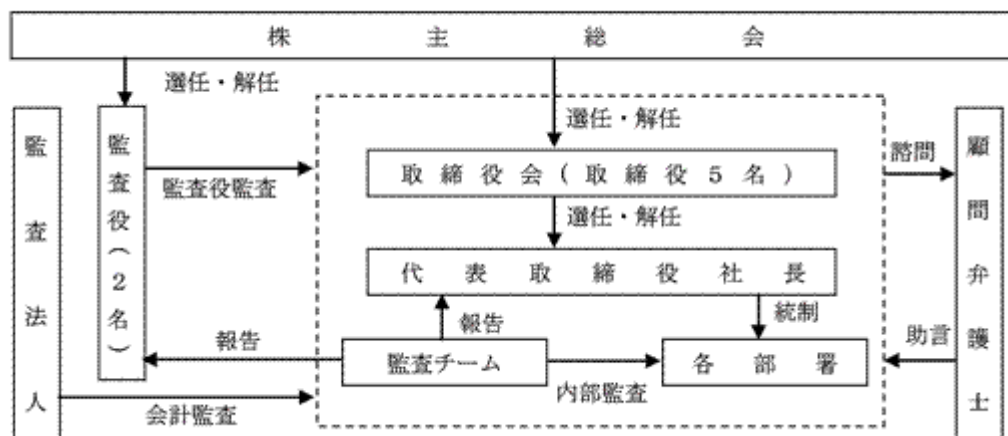 株主総会
選任・解任
選任・解任
監査法人
監査役(2名)
顧問弁護士
諮問
取締役会(取締役5名)
監査役監査
選任・解任
代表取締役社長
報告
統制
報告
監査チーム
各部署
助言
内部監査
会計監査